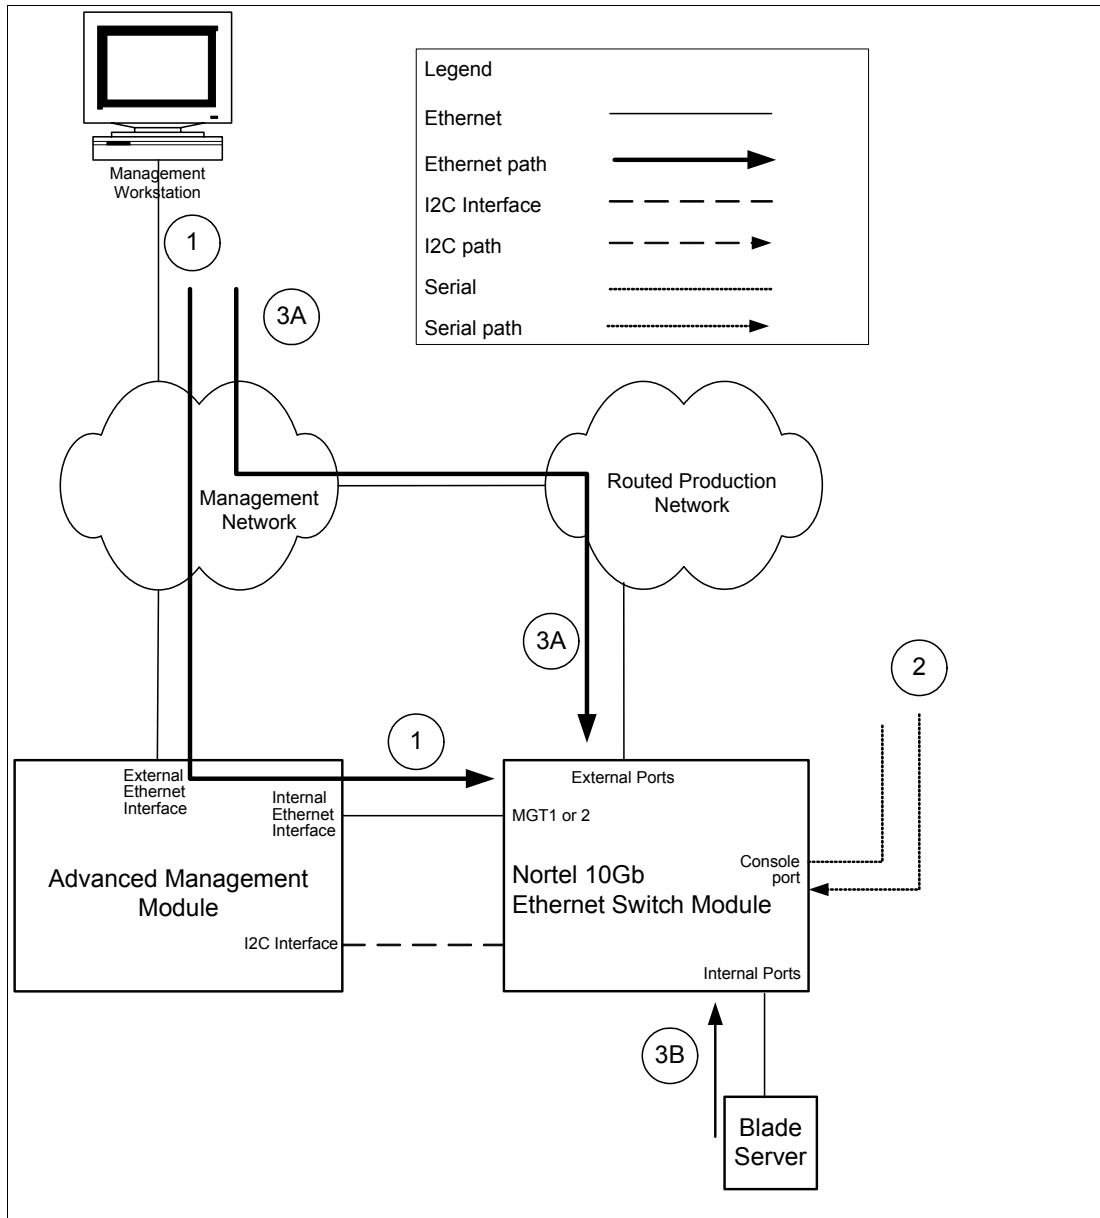 Management
Workstation
Legend
Ethernet
Ethernet path
I2C Interface
I2C path
Serial
Serial path
1
3A
Management
Network
Routed Production
Network
3A
2
1
External
Ethernet
Interface
Internal
Ethernet
Interface
External Ports
MGT1 or 2
Console
port
Advanced Management
Module
Nortel 10Gb
Ethernet Switch Module
I2C Interface
Internal Ports
3B
Blade
Server